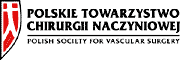 POLSKIE TOWARZYSTWO
CHIRURGII NACZYNIOWEJ
POLISH SOCIETY FOR VASCULAR SURGERY